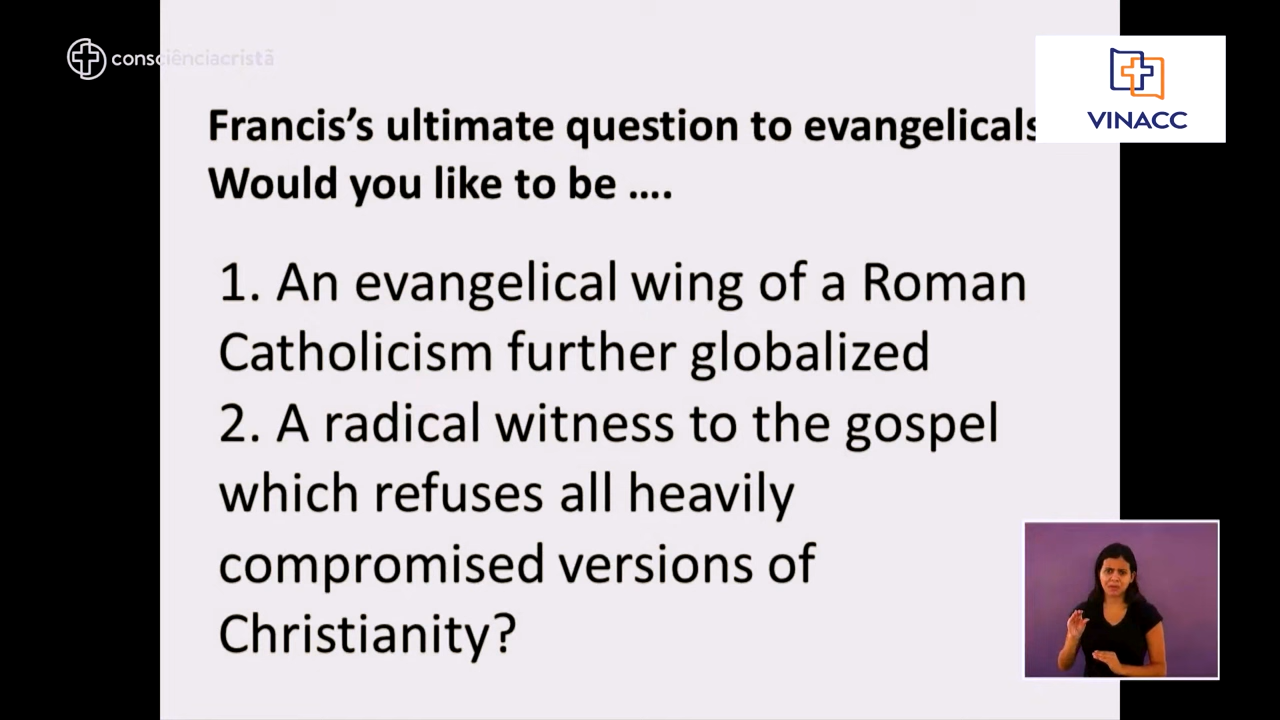 consciênciacristã
VINACC
Francis's ultimate question to evangelicals
Would you like to be ....
1. An evangelical wing of a Roman
Catholicism further globalized
2. A radical witness to the gospel
which refuses all heavily
compromised versions of
Christianity?